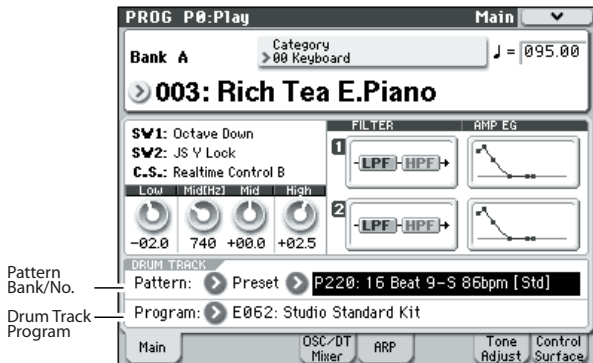 PROG P0:Play Main
Bank A
Category
00 Keyboard
♩ = 095.00
003: Rich Tea E.Piano
SW1: Octave Down
SW2: JS Y Lock
C.S.: Realtime Control B
FILTER
AMP EG
1
LPF HPF
Low Mid[Hz] Mid High
-02.0 740 +00.0 +02.5
2
LPF HPF
DRUM TRACK
Pattern
Bank/No.
Pattern: Preset P220: 16 Beat 9-S 86bpm [Std]
Drum Track
Program
Program: E062: Studio Standard Kit
Main
OSC/DT
Mixer
ARP
Tone
Adjust
Control
Surface